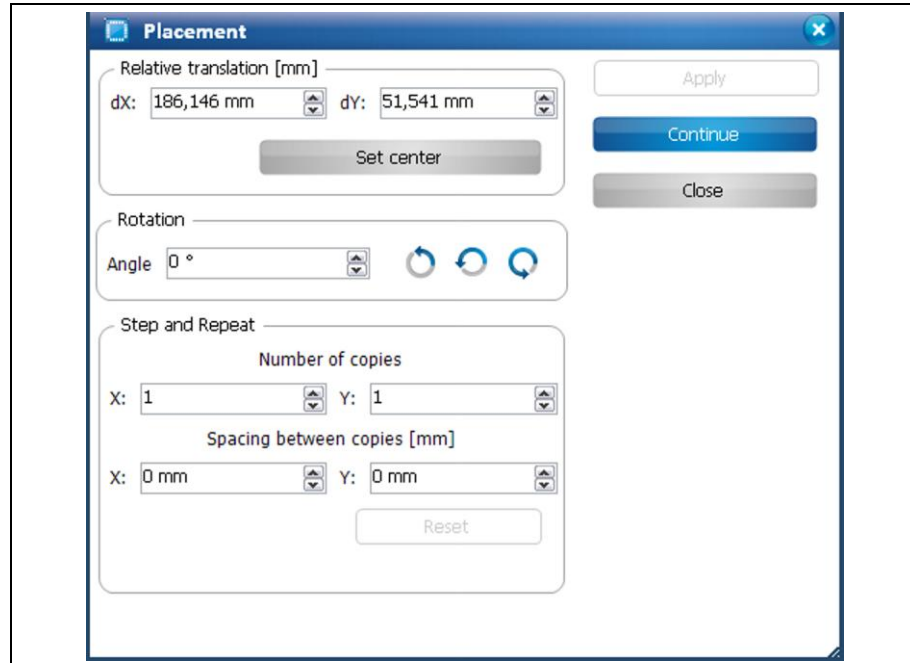 Placement
Relative translation [mm]
dX: 186,146 mm dY: 51,541 mm
Set center
Apply
Continue
Close
Rotation
Angle 0 °
Step and Repeat
Number of copies
X: 1 Y: 1
Spacing between copies [mm]
X: 0 mm Y: 0 mm
Reset